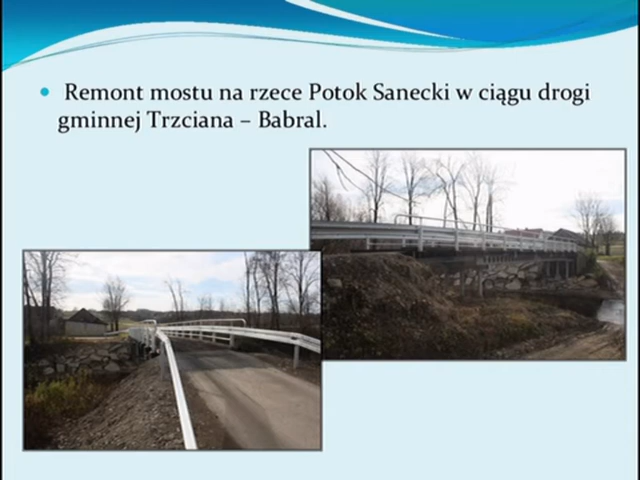 Remont mostu na rzece Potok Sanecki w ciągu drogi
gminnej Trzciana – Babral.